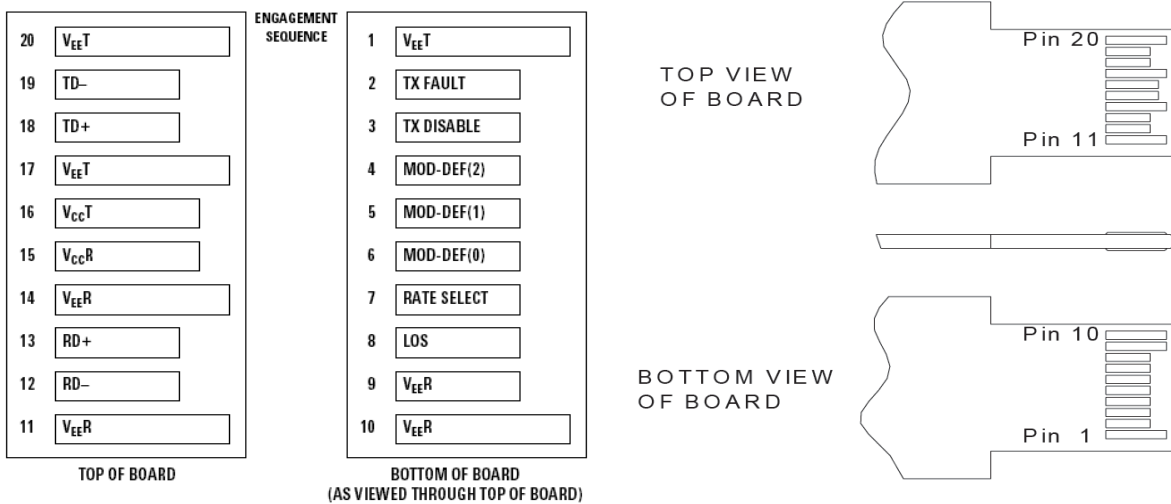 ENGAGEMENT
SEQUENCE
20 VEET
19 TD–
18 TD+
17 VEET
16 VCCT
15 VCCR
14 VEER
13 RD+
12 RD–
11 VEER
TOP OF BOARD
1 VEET
2 TX FAULT
3 TX DISABLE
4 MOD-DEF(2)
5 MOD-DEF(1)
6 MOD-DEF(0)
7 RATE SELECT
8 LOS
9 VEER
10 VEER
BOTTOM OF BOARD
(AS VIEWED THROUGH TOP OF BOARD)
TOP VIEW
OF BOARD
Pin 20
Pin 11
BOTTOM VIEW
OF BOARD
Pin 10
Pin 1